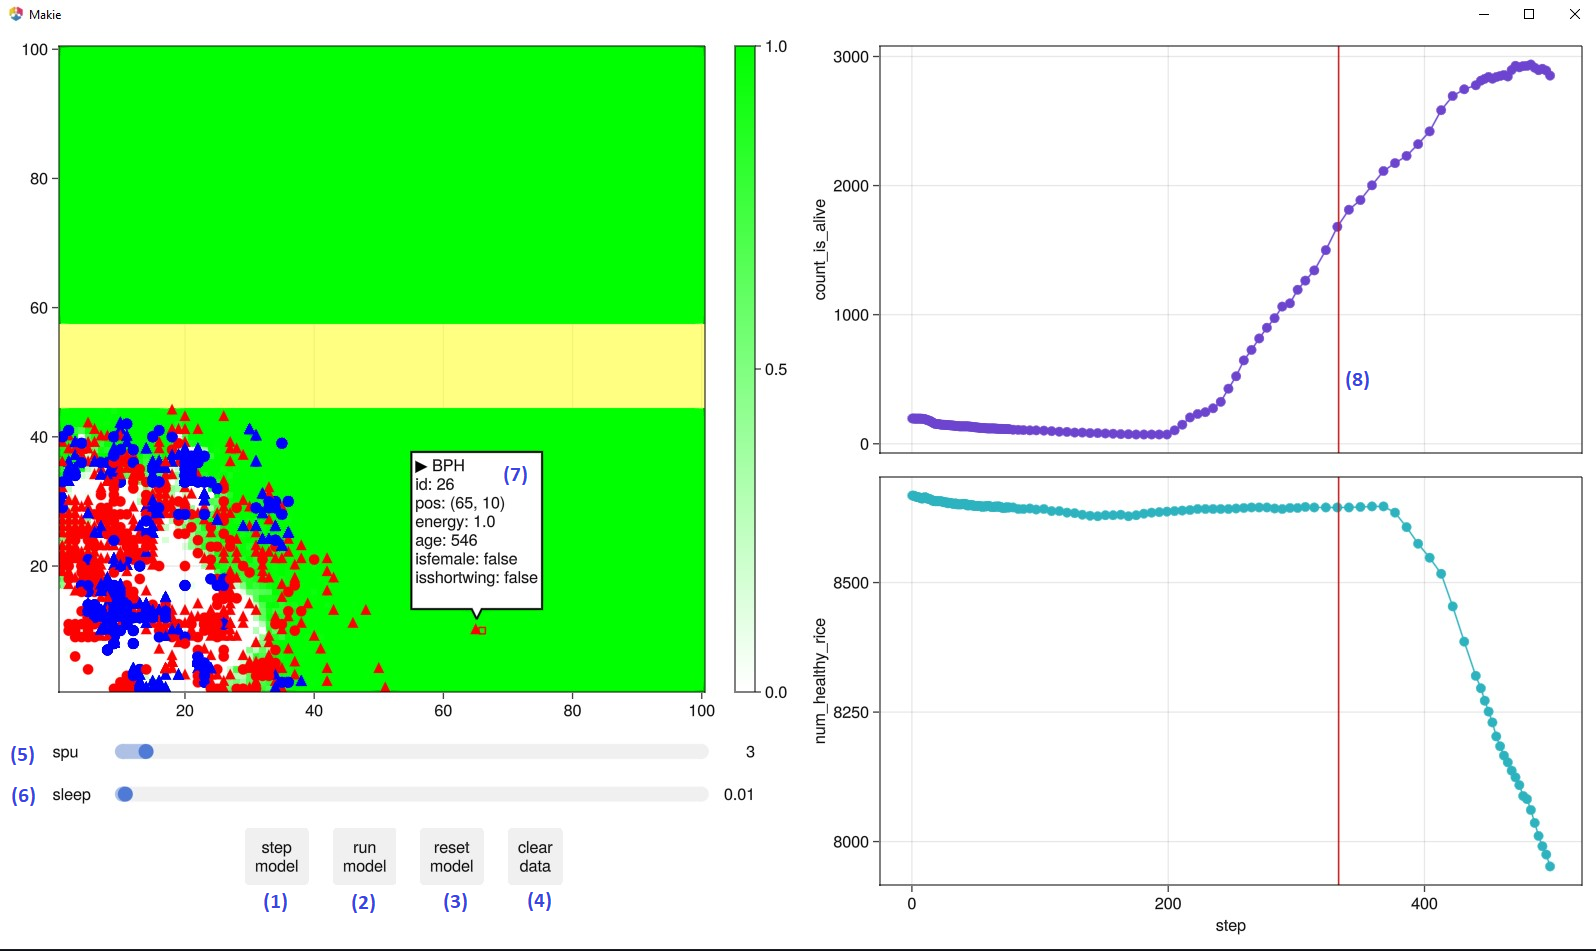 Makie
100
80
60
40
20
20
40
60
80
100
1.0
0.5
0.0
▶ BPH
(7)
id: 26
pos: (65, 10)
energy: 1.0
age: 546
isfemale: false
isshortwing: false
(5) spu 3
(6) sleep 0.01
step
model
run
model
reset
model
clear
data
(1)
(2)
(3)
(4)
count_is_alive
3000
2000
1000
0
(8)
num_healthy_rice
8500
8250
8000
0
200
400
step